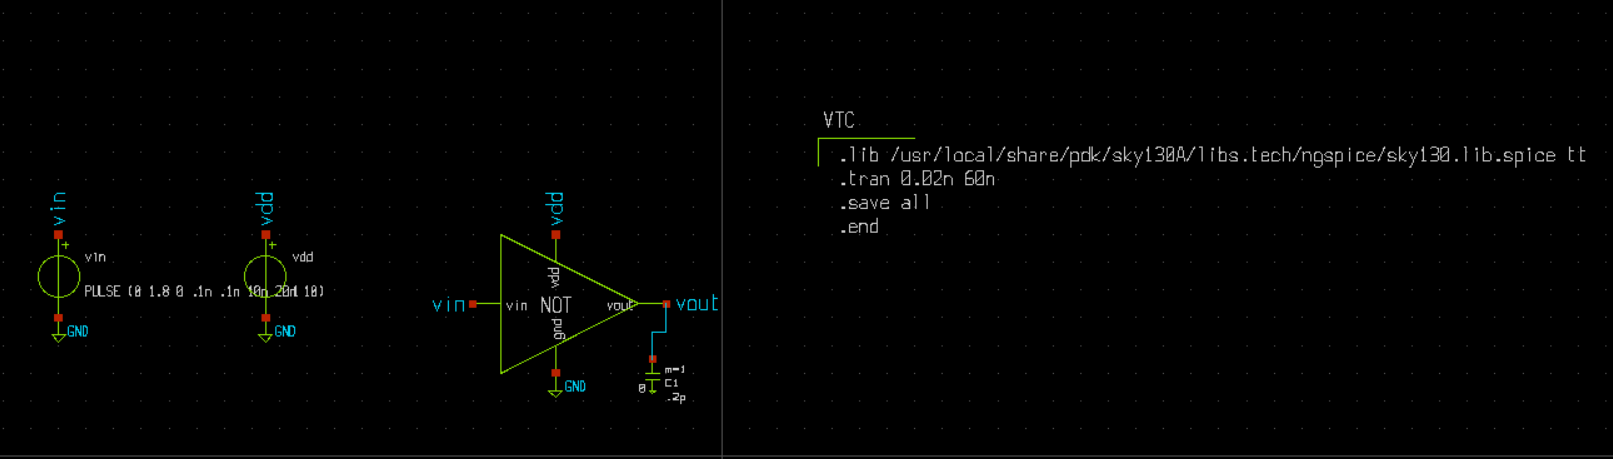 VTC
.lib /usr/local/share/pdk/sky130A/libs.tech/ngspice/sky130.lib.spice tt
.tran 0.02n 60n
.save all
.end
vin
vdd
vdd
vin
vdd
PULSE (0 1.8 0 .1n .1n 10n
10)
GND
GND
vin
vin
NOT
vdd
gnd
vout
vout
GND
m=1
C1
0
.2p